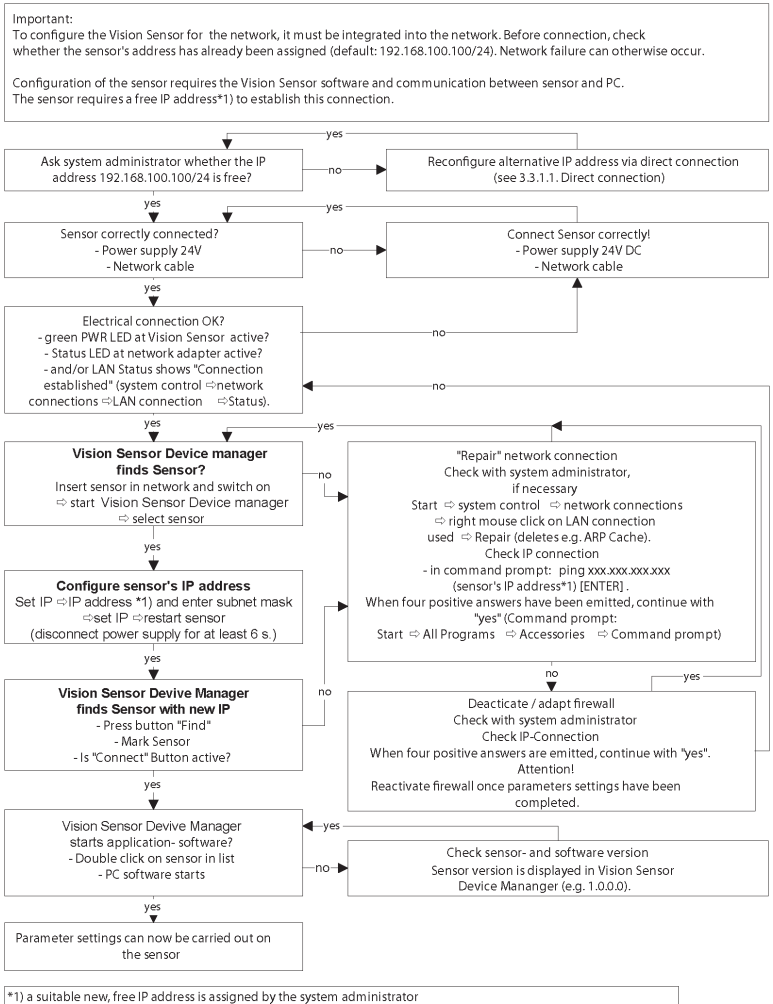 Important:
To configure the Vision Sensor for the network, it must be integrated into the network. Before connection, check
whether the sensor's address has already been assigned (default: 192.168.100.100/24). Network failure can otherwise occur.
Configuration of the sensor requires the Vision Sensor software and communication between sensor and PC.
The sensor requires a free IP address*1) to establish this connection.
yes
Ask system administrator whether the IP
address 192.168.100.100/24 is free?
no
Reconfigure alternative IP address via direct connection
(see 3.3.1.1. Direct connection)
yes
yes
Sensor correctly connected?
- Power supply 24V
- Network cable
no
Connect Sensor correctly!
- Power supply 24V DC
- Network cable
yes
Electrical connection OK?
- green PWR LED at Vision Sensor active?
- Status LED at network adapter active?
- and/or LAN Status shows "Connection
established" (system control ⇨network
connections ⇨LAN connection ⇨Status).
no
no
yes
yes
Vision Sensor Device manager
finds Sensor?
Insert sensor in network and switch on
⇨ start Vision Sensor Device manager
⇨ select sensor
no
"Repair" network connection
Check with system administrator,
if necessary
Start ⇨ system control ⇨ network connections
⇨ right mouse click on LAN connection
used ⇨ Repair (deletes e.g. ARP Cache).
Check IP connection
- in command prompt: ping xxx.xxx.xxx.xxx
(sensor's IP address*1) [ENTER] .
When four positive answers have been emitted, continue with
"yes" (Command prompt:
Start ⇨ All Programs ⇨ Accessories ⇨ Command prompt)
yes
Configure sensor's IP address
Set IP ⇨IP address *1) and enter subnet mask
⇨set IP ⇨restart sensor
(disconnect power supply for at least 6 s.)
yes
no
no
yes
Vision Sensor Devive Manager
finds Sensor with new IP
- Press button "Find"
- Mark Sensor
- Is "Connect" Button active?
Deacticate / adapt firewall
Check with system administrator
Check IP-Connection
When four positive answers are emitted, continue with "yes".
Attention!
Reactivate firewall once parameters settings have been
completed.
yes
Vision Sensor Devive Manager
starts application- software?
- Double click on sensor in list
- PC software starts
yes
no
Check sensor- and software version
Sensor version is displayed in Vision Sensor
Device Mananger (e.g. 1.0.0.0).
yes
Parameter settings can now be carried out on
the sensor
*1) a suitable new, free IP address is assigned by the system administrator